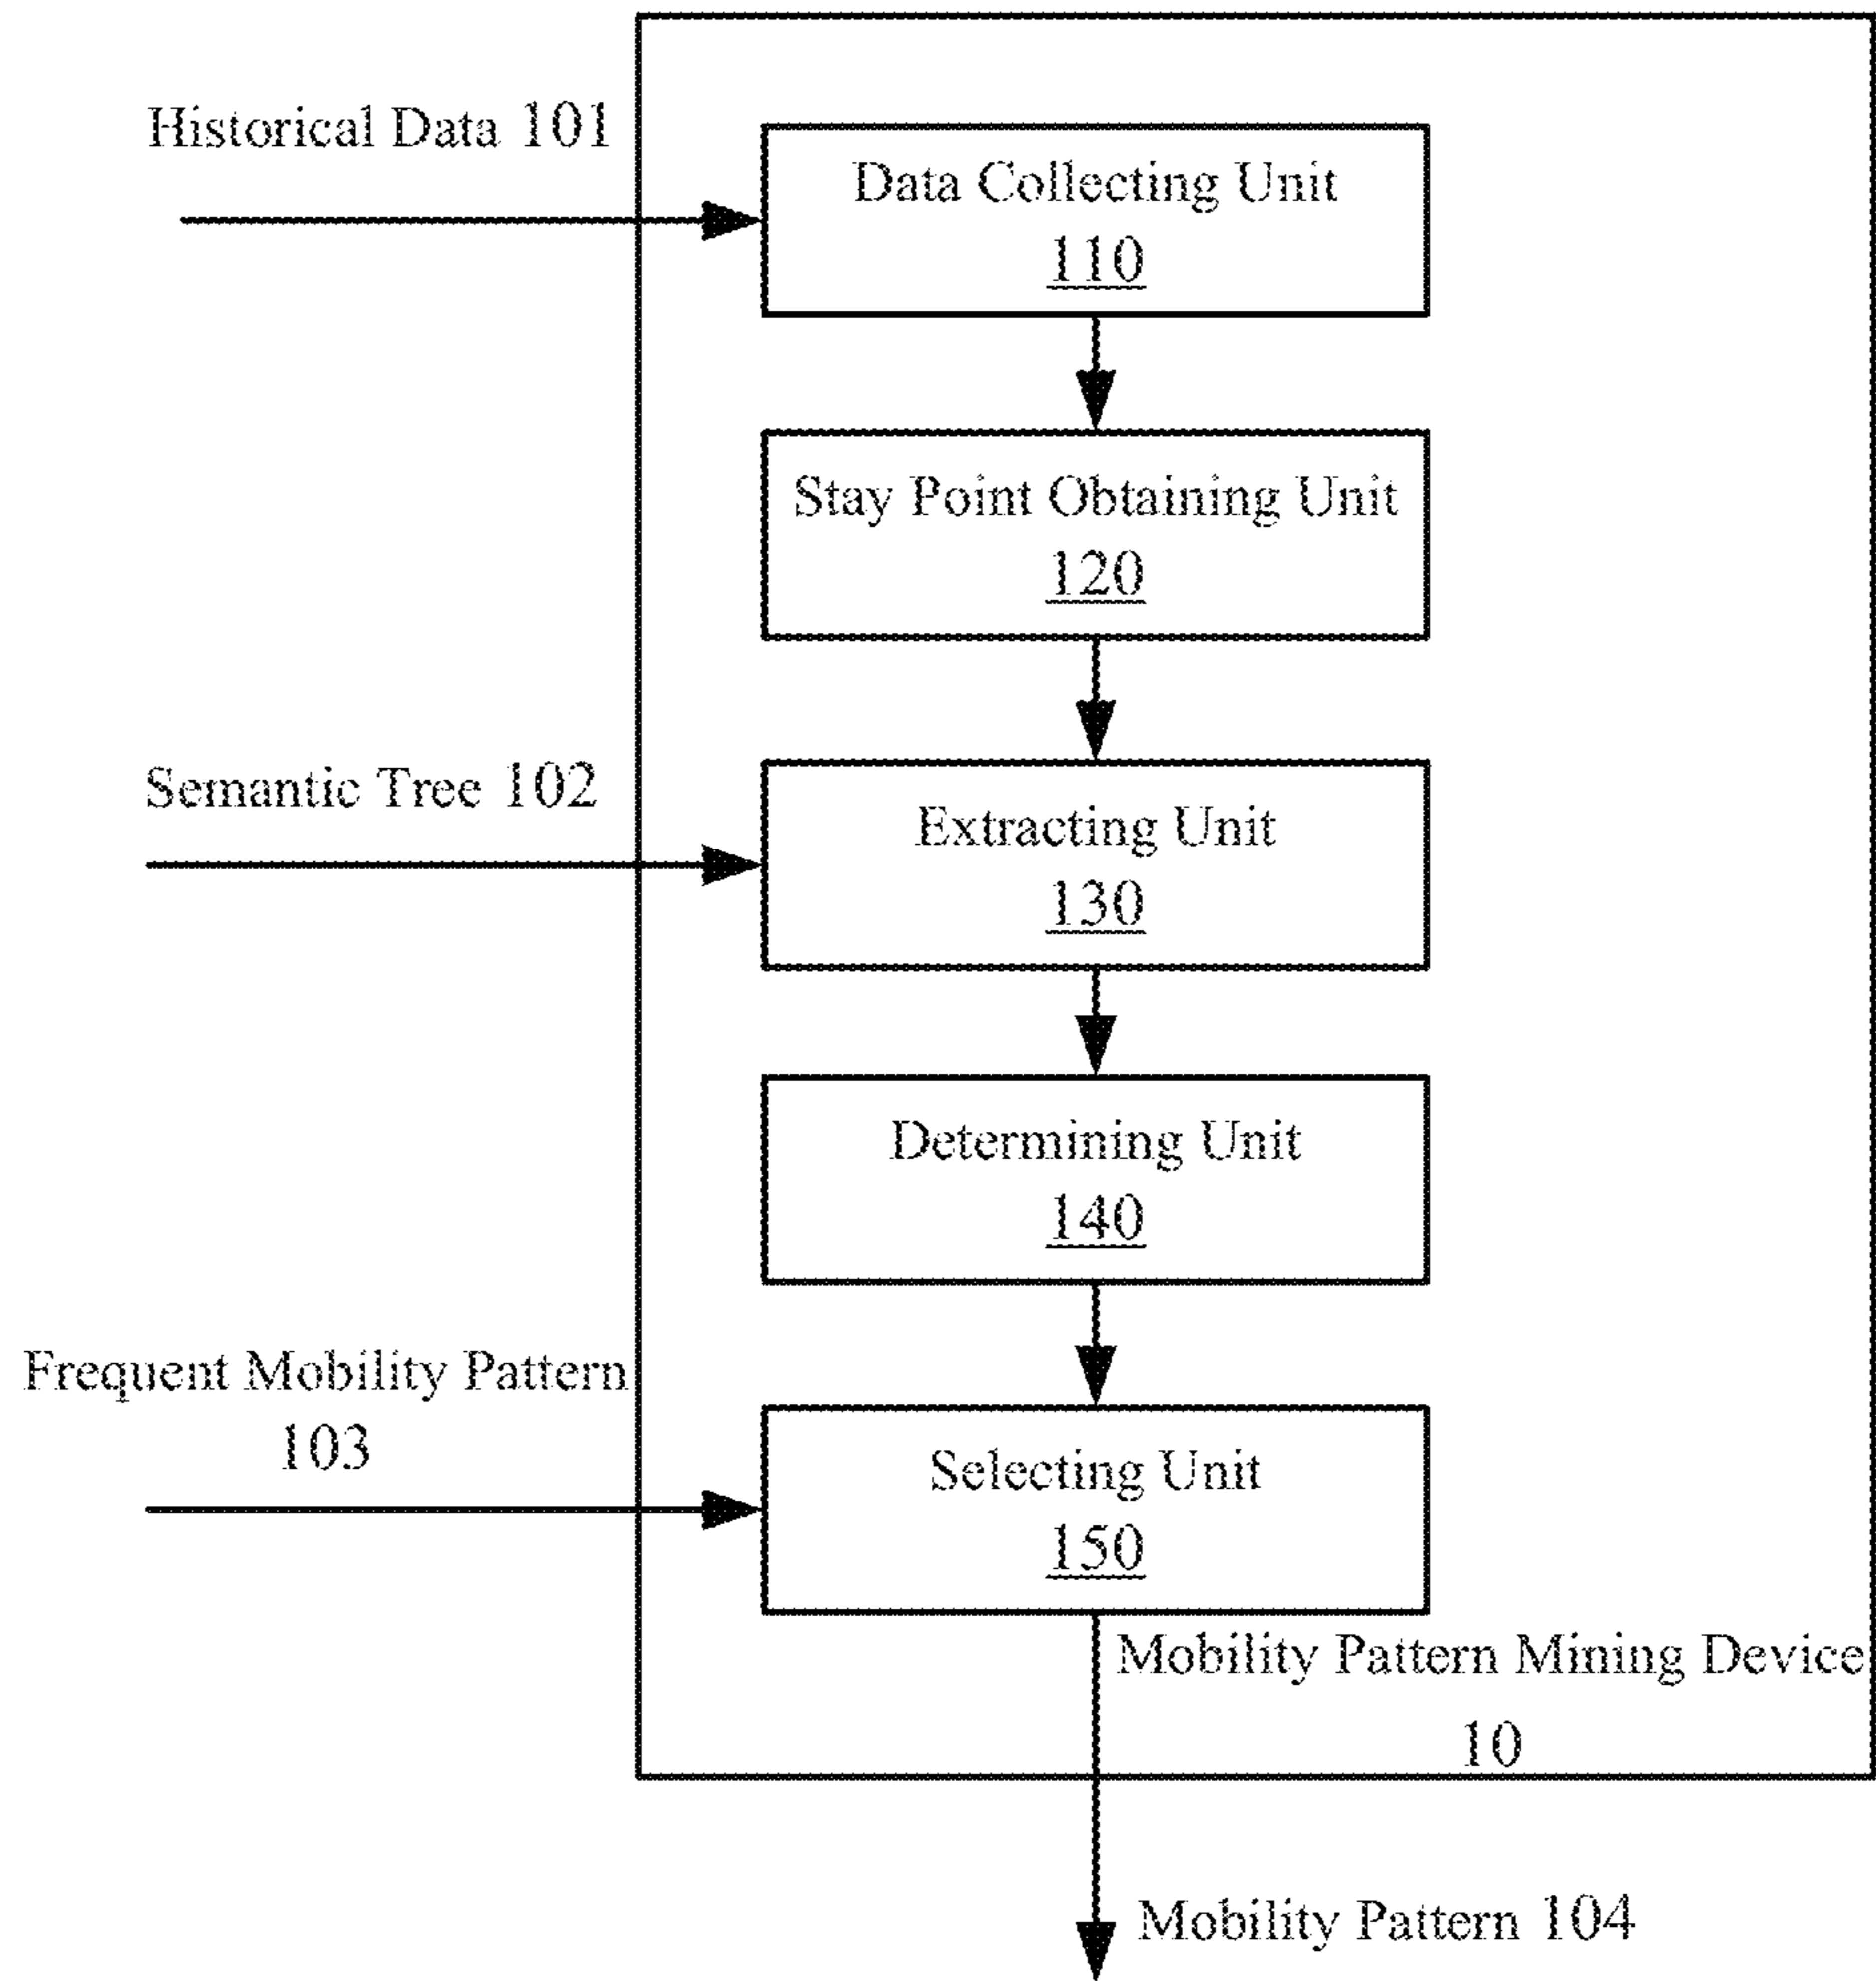 Historical Data 101
Data Collecting Unit
110
Stay Point Obtaining Unit
120
Semantic Tree 102
Extracting Unit
130
Determining Unit
140
Frequent Mobility Pattern
103
Selecting Unit
150
Mobility Pattern Mining Device
10
Mobility Pattern 104